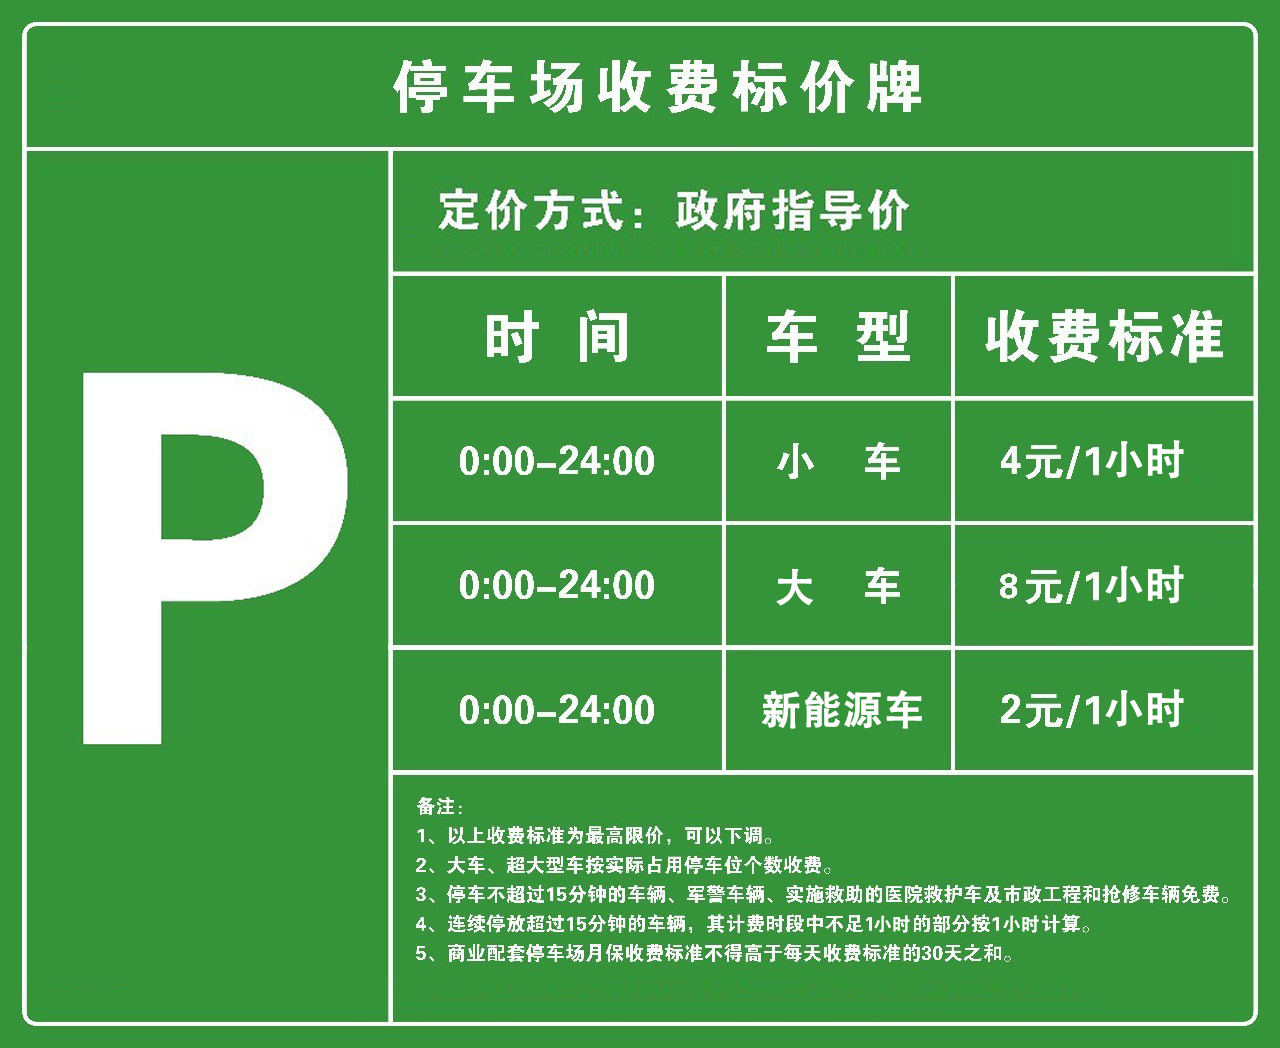 停车场收费标价牌
P
定价方式：政府指导价
时 间 车 型 收费标准
0:00-24:00 小 车 4元/1小时
0:00-24:00 大 车 8元/1小时
0:00-24:00 新能源车 2元/1小时
备注：
1、以上收费标准为最高限价，可以下调。
2、大车、超大型车按实际占用停车位个数收费。
3、停车不超过15分钟的车辆、军警车辆、实施救助的医院救护车及市政工程和抢修车辆免费。
4、连续停放超过15分钟的车辆，其计费时段中不足1小时的部分按1小时计算。
5、商业配套停车场月保收费标准不得高于每天收费标准的30天之和。